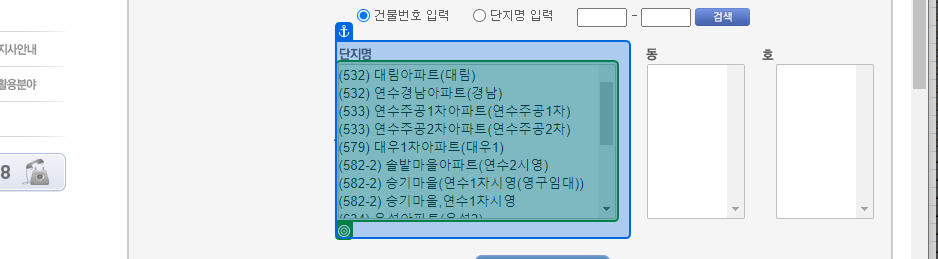 건물번호 입력 단지명 입력 - 검색
지사안내
단지명 동 호
(532) 대림아파트(대림)
활용분야
(532) 연수경남아파트(경남)
(533) 연수주공1차아파트(연수주공1차)
(533) 연수주공2차아파트(연수주공2차)
(579) 대우1차아파트(대우1)
(582-2) 솔밭마을아파트(연수2시영)
8
(582-2) 승기마을(연수1차시영(영구임대))
(582-2) 승기마을,연수1차시영